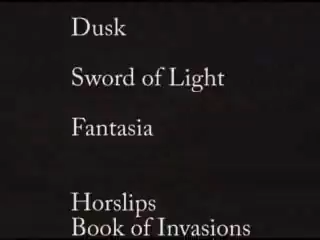 Dusk
Sword of Light
Fantasia
Horslips
Book of Invasions